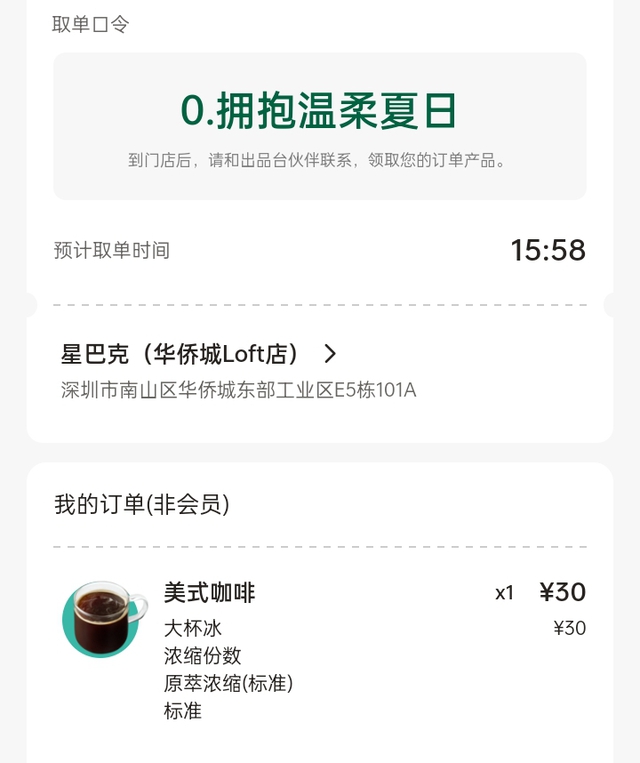 取单口令
0.拥抱温柔夏日
到门店后，请和出品台伙伴联系，领取您的订单产品。
预计取单时间 15:58
星巴克（华侨城Loft店）
深圳市南山区华侨城东部工业区E5栋101A
我的订单(非会员)
美式咖啡 x1 ¥30
大杯冰 ¥30
浓缩份数
原萃浓缩(标准)
标准